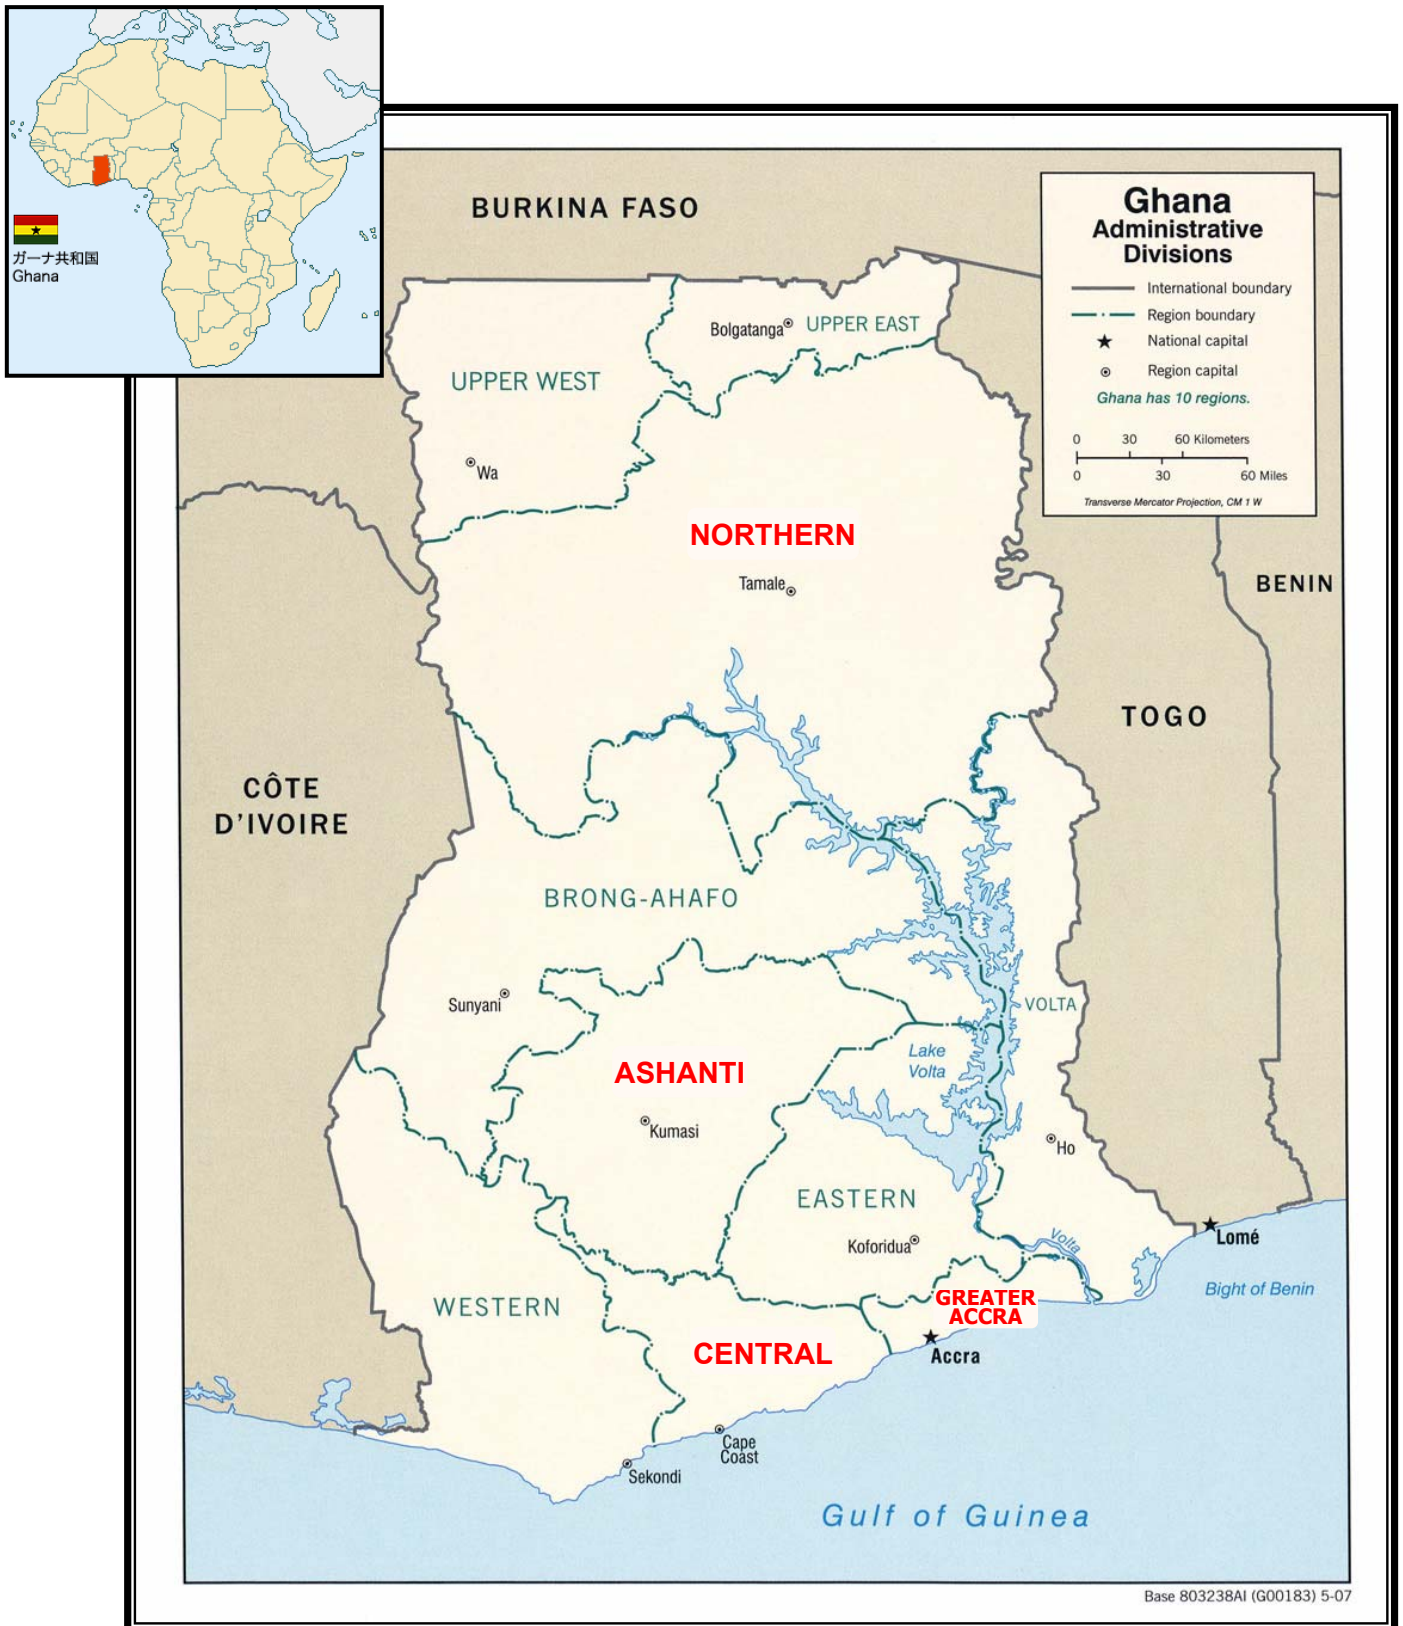 ガーナ共和国
Ghana
BURKINA FASO
Ghana
Administrative
Divisions
International boundary
Region boundary
National capital
Region capital
Ghana has 10 regions.
0 30 60 Kilometers
0 30 60 Miles
Transverse Mercator Projection, CM 1 W
Bolgatanga
UPPER EAST
UPPER WEST
Wa
NORTHERN
Tamale
BENIN
TOGO
CÔTE
D'IVOIRE
BRONG-AHAFO
Sunyani
VOLTA
Lake
Volta
ASHANTI
Kumasi
Ho
EASTERN
Koforidua
Volta
Lomé
Bight of Benin
WESTERN
GREATER
ACCRA
CENTRAL
Accra
Cape
Coast
Sekondi
Gulf of Guinea
Base 803238AI (G00183) 5-07